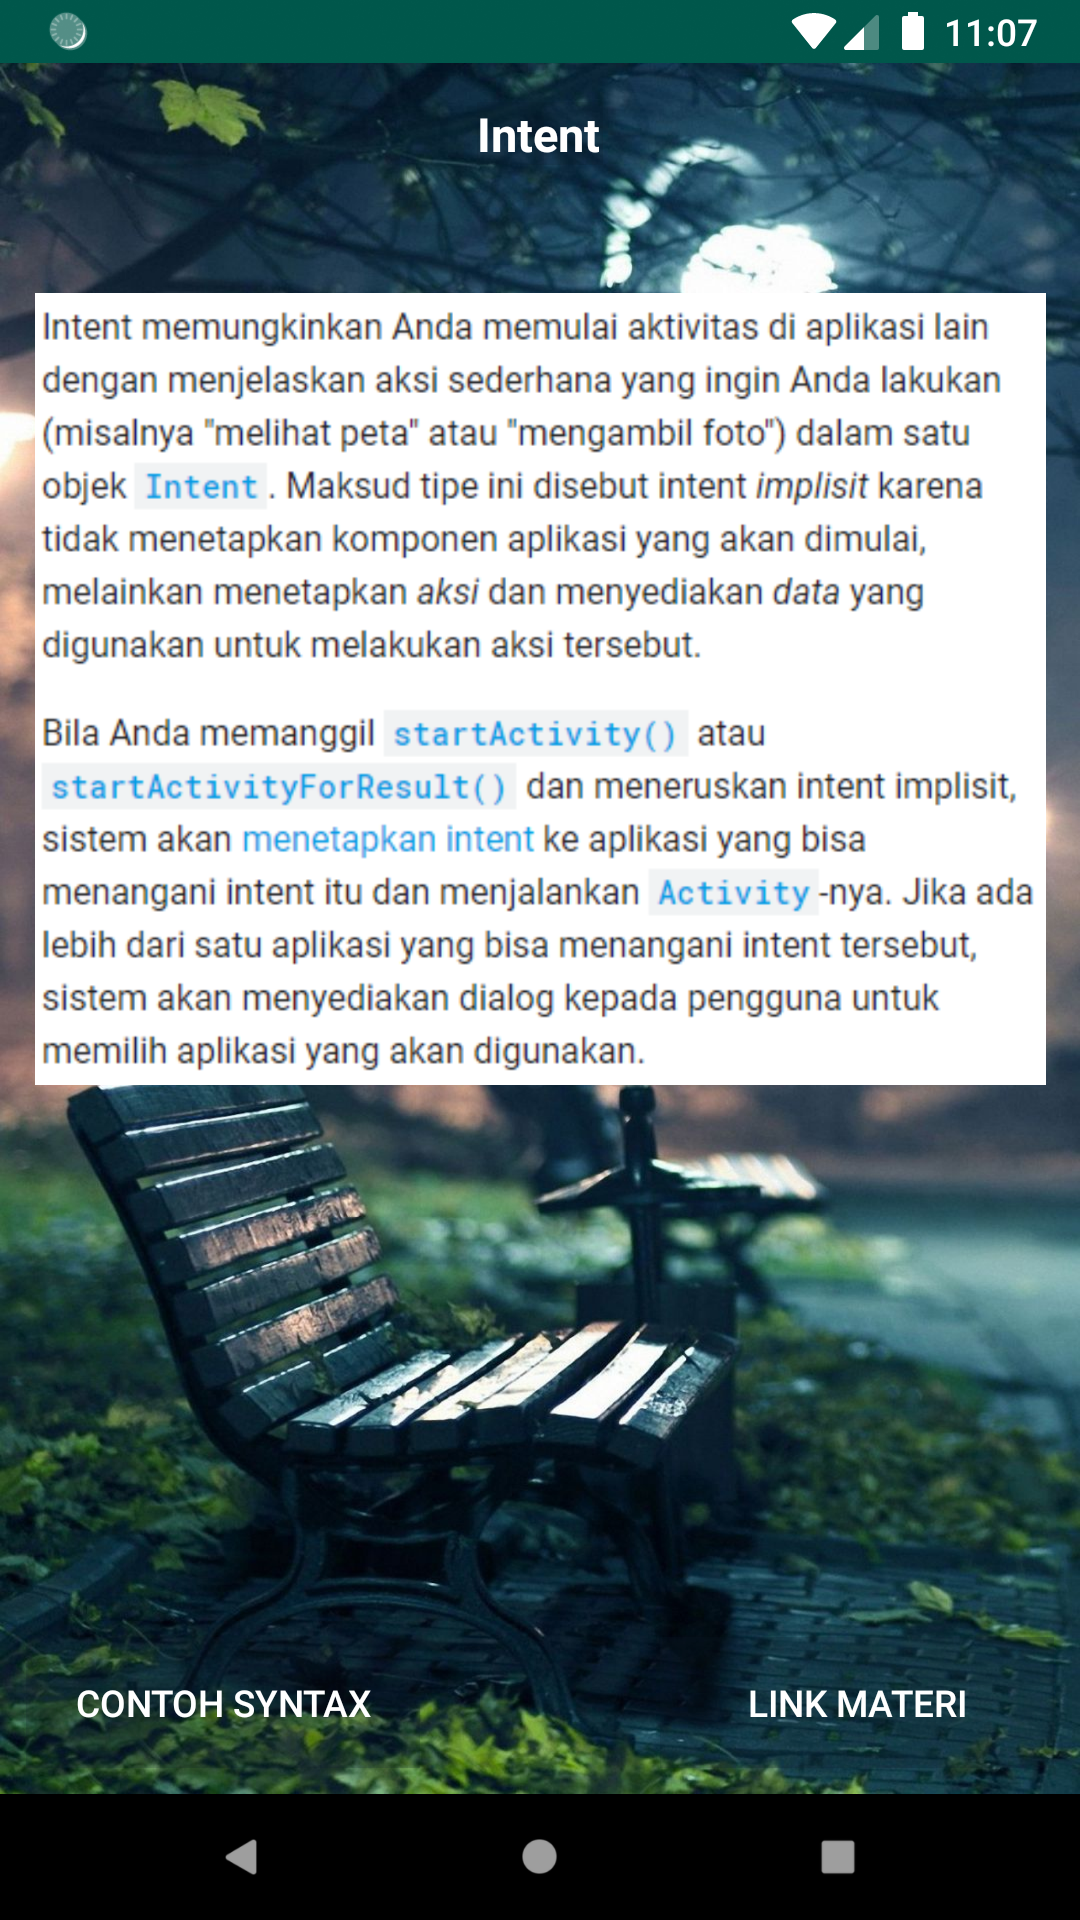 11:07
Intent
Intent memungkinkan Anda memulai aktivitas di aplikasi lain
dengan menjelaskan aksi sederhana yang ingin Anda lakukan
(misalnya "melihat peta" atau "mengambil foto") dalam satu
objek Intent. Maksud tipe ini disebut intent implisit karena
tidak menetapkan komponen aplikasi yang akan dimulai,
melainkan menetapkan aksi dan menyediakan data yang
digunakan untuk melakukan aksi tersebut.
Bila Anda memanggil startActivity() atau
startActivityForResult() dan meneruskan intent implisit,
sistem akan menetapkan intent ke aplikasi yang bisa
menangani intent itu dan menjalankan Activity-nya. Jika ada
lebih dari satu aplikasi yang bisa menangani intent tersebut,
sistem akan menyediakan dialog kepada pengguna untuk
memilih aplikasi yang akan digunakan.
CONTOH SYNTAX
LINK MATERI